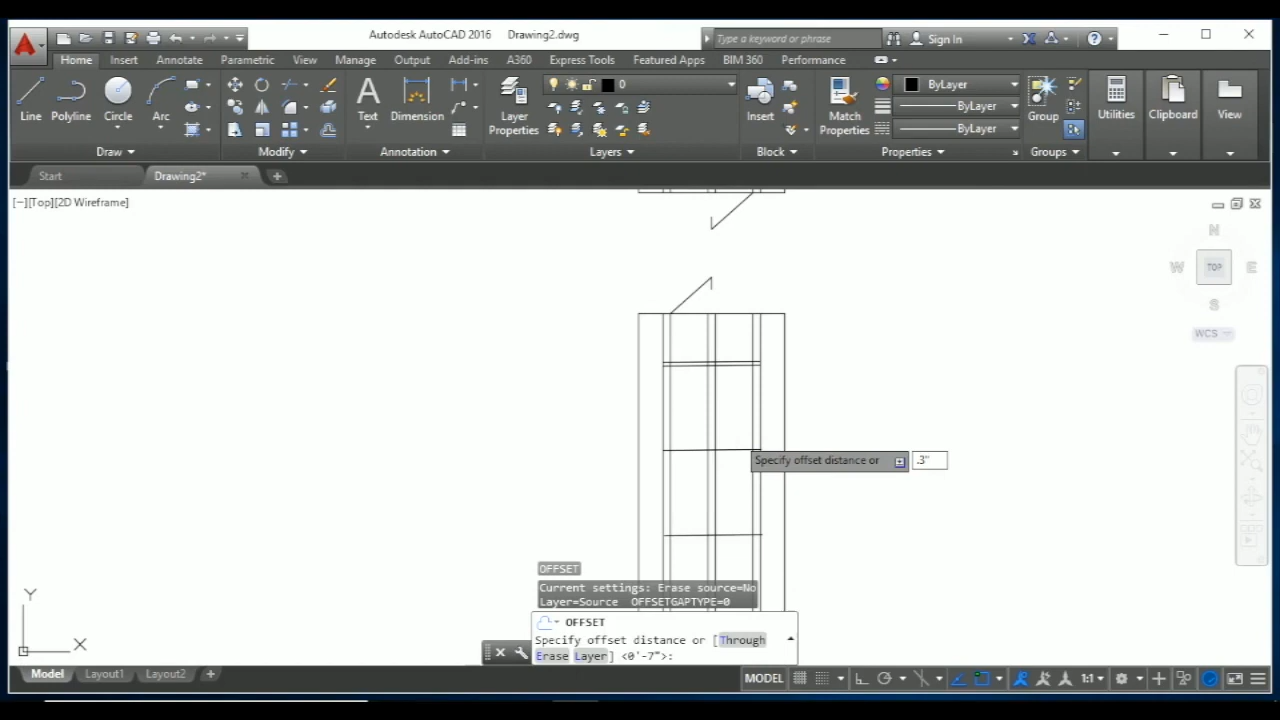 Autodesk AutoCAD 2016 Drawing2.dwg
Type a keyword or phrase
Sign In
Home Insert Annotate Parametric View Manage Output Add-ins A360 Express Tools Featured Apps BIM 360 Performance
0
ByLayer
ByLayer
ByLayer
Line Polyline Circle Arc
Text Dimension
Layer Properties
Insert
Match Properties
Group
Utilities Clipboard View
Draw Modify Annotation Layers Block Properties Groups
Start Drawing2*
[−][Top][2D Wireframe]
N
W TOP E
S
WCS
Specify offset distance or .3"
OFFSET
Current settings: Erase source=No
Layer=Source OFFSETGAPTYPE=0
OFFSET
Specify offset distance or [Through
Erase Layer] <0'-7">:
Y
X
Model Layout1 Layout2
MODEL 1:1